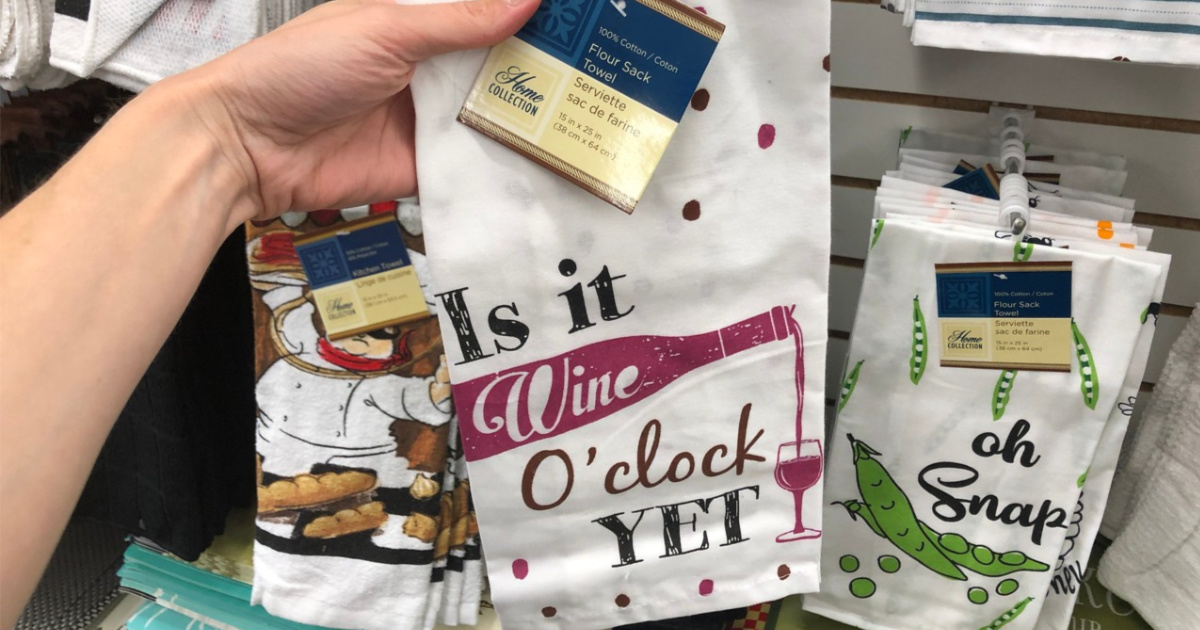 100% Cotton / Coton
Flour Sack
Towel
Serviette
sac de farine
15 in x 25 in
(38 cm x 64 cm)
Home
COLLECTION
Kitchen Towel
Linge de cuisine
Home
COLLECTION
Is it
Wine
O'clock
YET
100% Cotton / Coton
Flour Sack
Towel
Serviette
sac de farine
15 in x 25 in
(38 cm x 64 cm)
Home
COLLECTION
oh
Snap